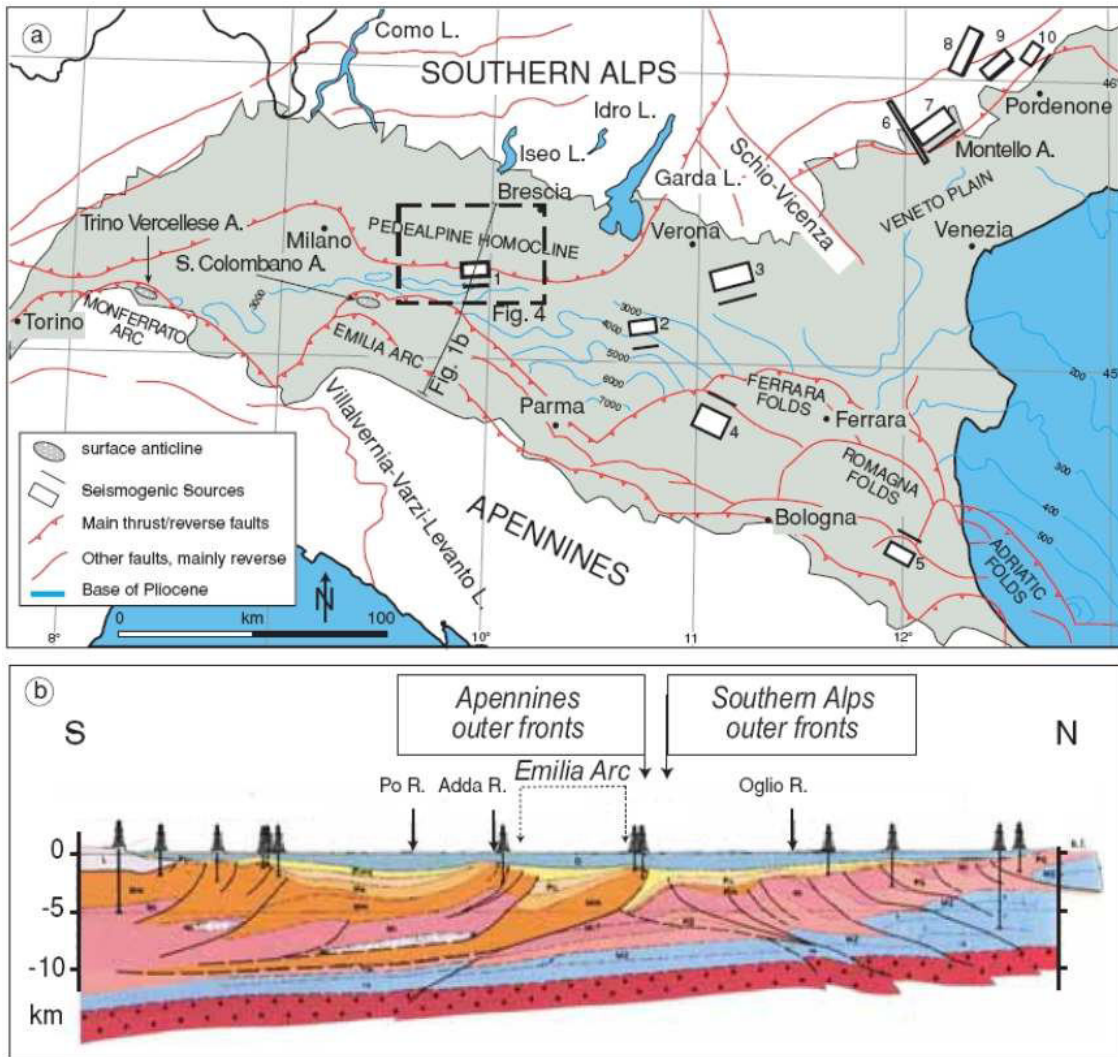 a
Como L.
SOUTHERN ALPS
Idro L.
Iseo L.
8
9
10
46°
Pordenone
7
6
Montello A.
Schio-Vicenza
Garda L.
Brescia
VENETO PLAIN
Trino Vercellese A.
Milano
PEDEALPINE HOMOCLINE
Verona
Venezia
S. Colombano A.
1
3
3000
Fig. 4
3000
2
4000
Torino
MONFERRATO
ARC
EMILIA ARC
Fig. 1b
5000
6000
7000
45
200
FERRARA
FOLDS
Parma
Ferrara
4
ROMAGNA
FOLDS
300
400
500
Villalvernia-Varzi-Levanto L.
APENNINES
Bologna
5
ADRIATIC
FOLDS
surface anticline
Seismogenic Sources
Main thrust/reverse faults
Other faults, mainly reverse
Base of Pliocene
N
0 km 100
8°
10°
11
12°
b
Apennines
outer fronts
Southern Alps
outer fronts
S
N
Emilia Arc
Po R.
Adda R.
Oglio R.
0
-5
-10
km